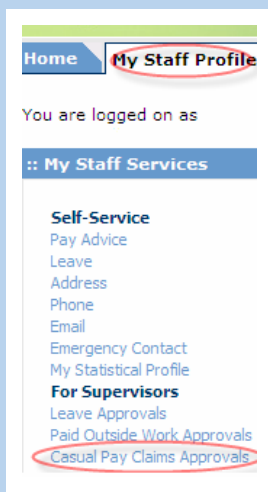 Home My Staff Profile
You are logged on as
:: My Staff Services
Self-Service
Pay Advice
Leave
Address
Phone
Email
Emergency Contact
My Statistical Profile
For Supervisors
Leave Approvals
Paid Outside Work Approvals
Casual Pay Claims Approvals